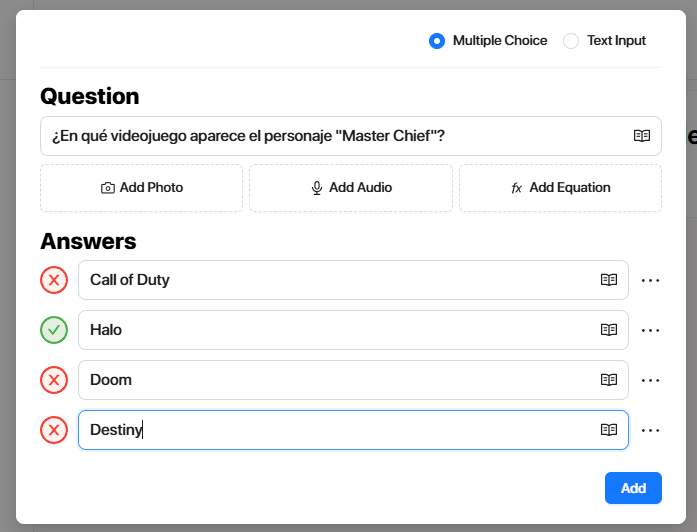 Multiple Choice Text Input
Question
¿En qué videojuego aparece el personaje "Master Chief"?
Add Photo Add Audio fx Add Equation
Answers
Call of Duty
Halo
Doom
Destiny
Add